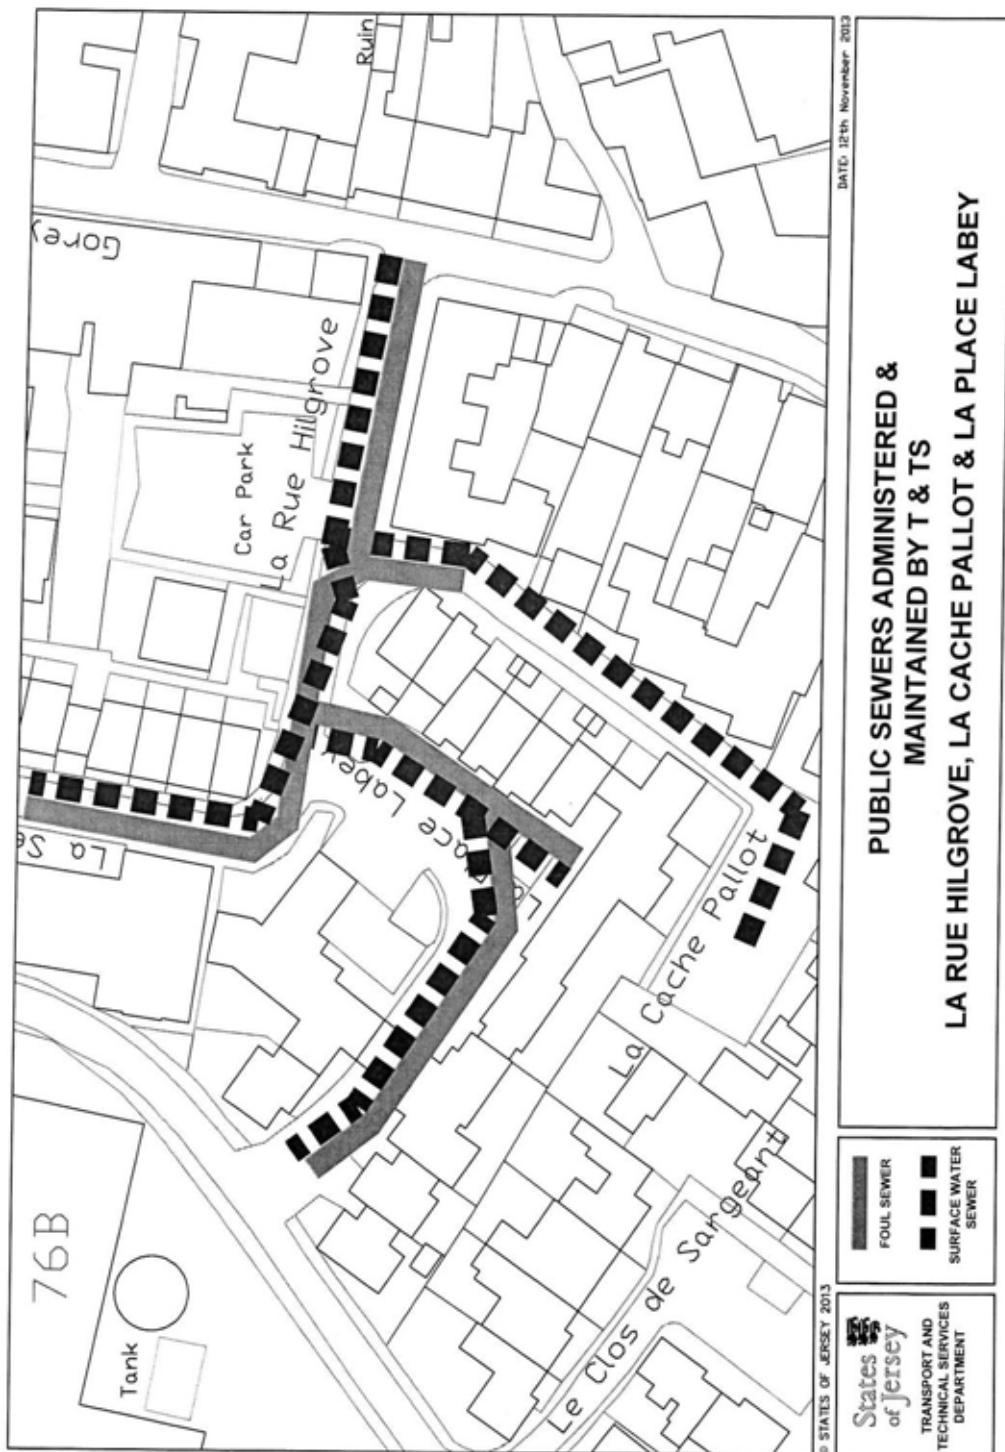 76B
Tank
La Se
Gorey
Ruin
Car Park
a Rue Hilgrove
ace Labey
La Cache Pallot
Le Clos de Sargeant
STATES OF JERSEY 2013
DATE: 12th November 2013
States
of Jersey
TRANSPORT AND
TECHNICAL SERVICES
DEPARTMENT
FOUL SEWER
SURFACE WATER
SEWER
PUBLIC SEWERS ADMINISTERED &
MAINTAINED BY T & TS
LA RUE HILGROVE, LA CACHE PALLOT & LA PLACE LABEY